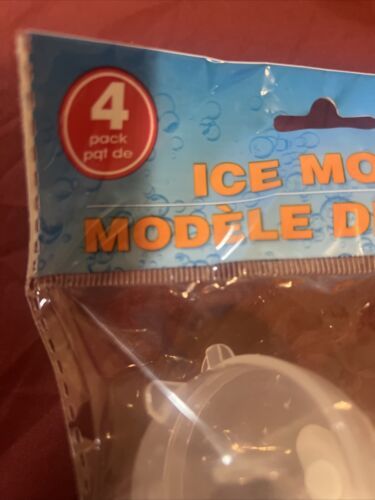 4
pack
pqt de
ICE MO
MODÈLE D